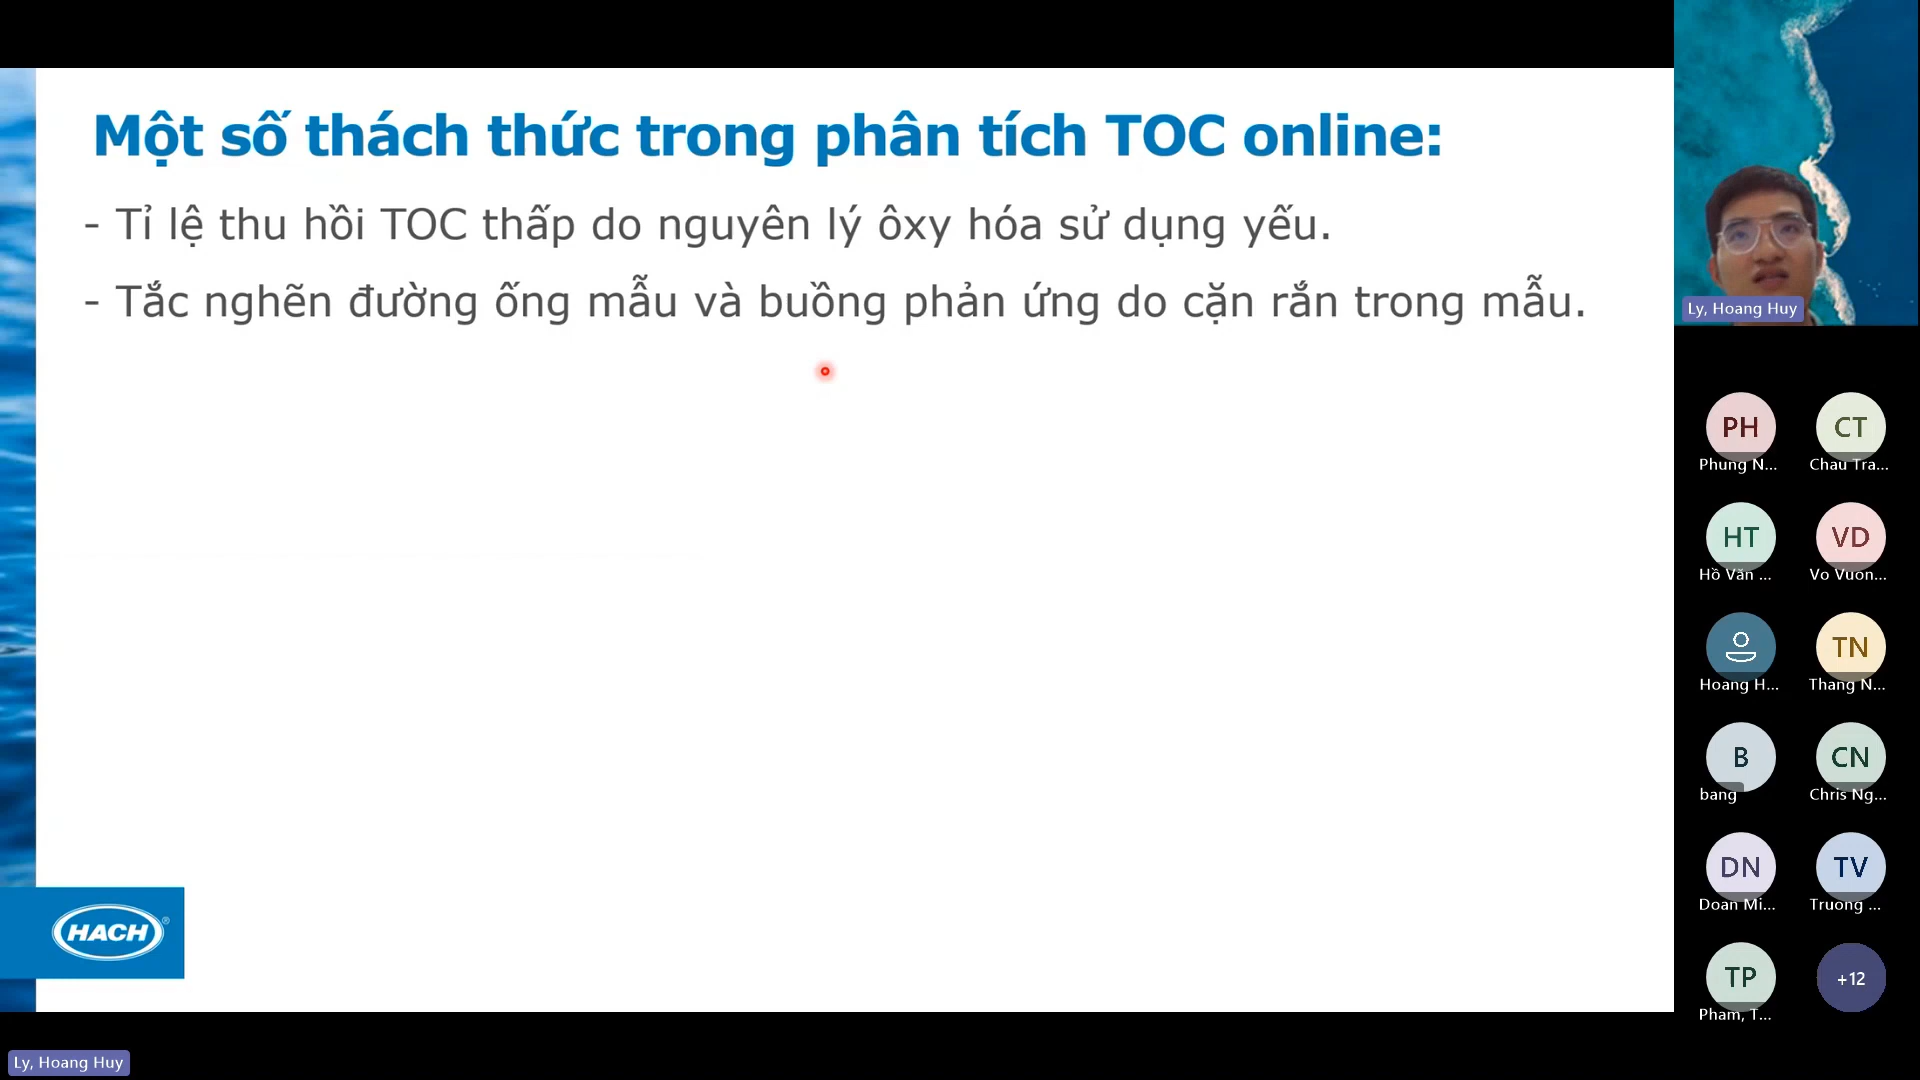 Một số thách thức trong phân tích TOC online:
- Tỉ lệ thu hồi TOC thấp do nguyên lý ôxy hóa sử dụng yếu.
- Tắc nghẽn đường ống mẫu và buồng phản ứng do cặn rắn trong mẫu.
HACH®
Ly, Hoang Huy
Ly, Hoang Huy
PH
Phung N...
CT
Chau Tra...
HT
Hồ Văn ...
VD
Vo Vuon...
Hoang H...
TN
Thang N...
B
bang
CN
Chris Ng...
DN
Doan Mi...
TV
Truong ...
TP
Pham, T...
+12